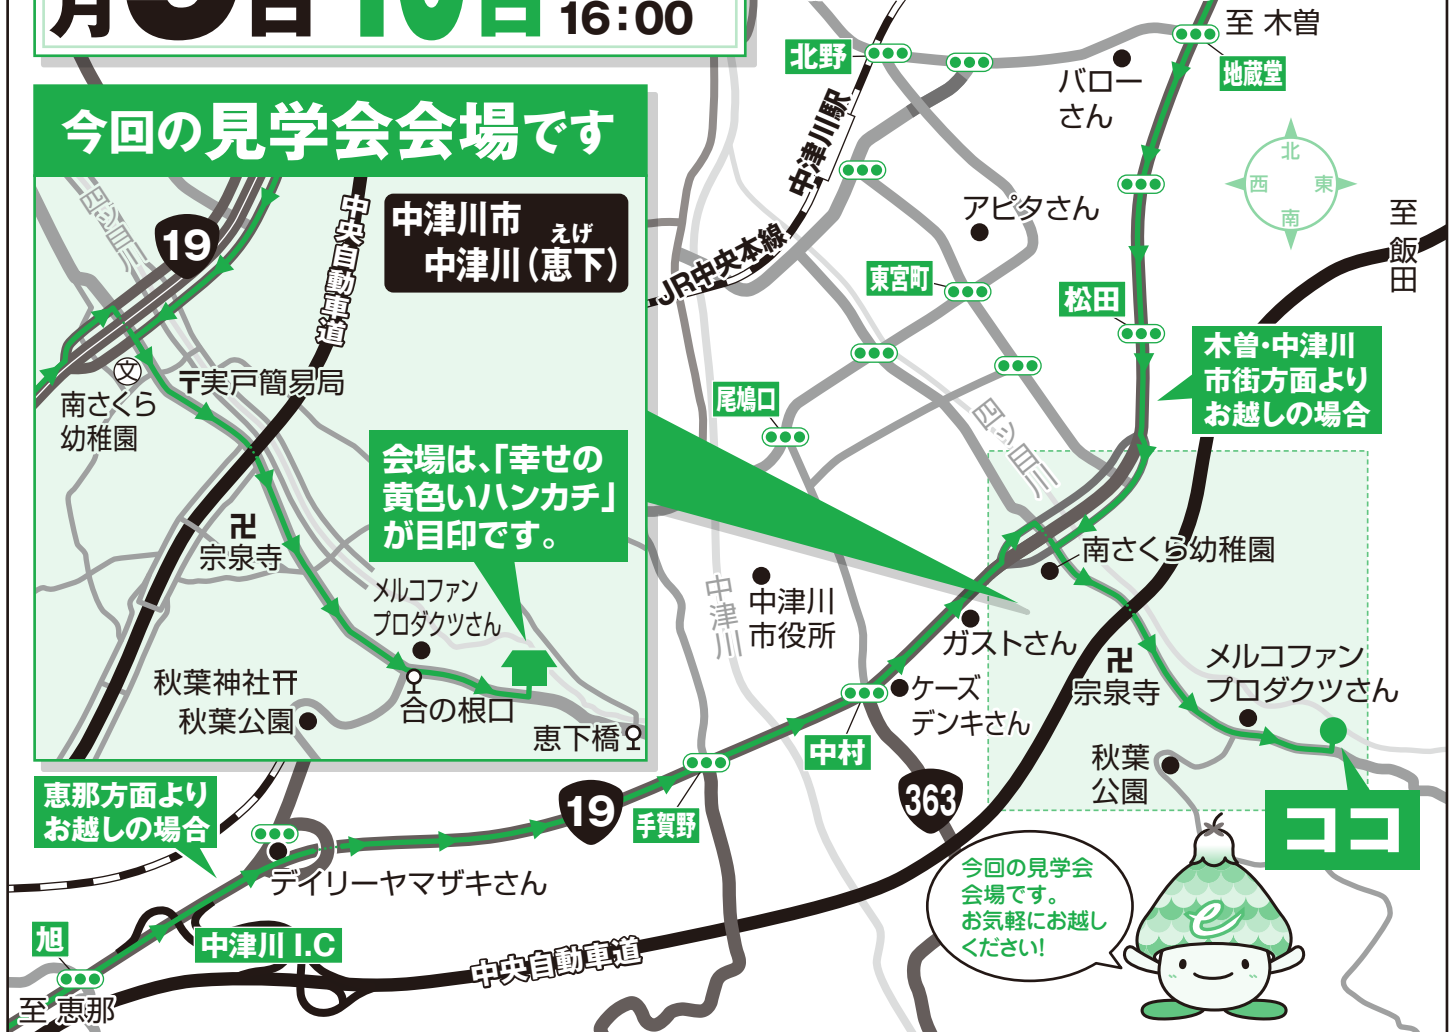 16:00
今回の見学会会場です
中津川市
えげ
中津川(恵下)
中央自動車道
四ツ目川
19
文
南さくら
幼稚園
〒実戸簡易局
卍
宗泉寺
会場は、「幸せの
黄色いハンカチ」
が目印です。
メルコファン
プロダクツさん
秋葉神社
秋葉公園
合の根口
恵下橋
至 木曽
北野
地蔵堂
バロー
さん
中津川駅
北
西
東
南
アピタさん
至飯田
JR中央本線
東宮町
松田
木曽・中津川
市街方面より
お越しの場合
尾鳩口
四ツ目川
南さくら幼稚園
中津川
中津川
市役所
ガストさん
卍
宗泉寺
メルコファン
プロダクツさん
ケーズ
デンキさん
中村
秋葉
公園
恵那方面より
お越しの場合
19
手賀野
363
ココ
デイリーヤマザキさん
今回の見学会
会場です。
お気軽にお越し
ください!
e
旭
中津川 I.C
中央自動車道
至 恵那